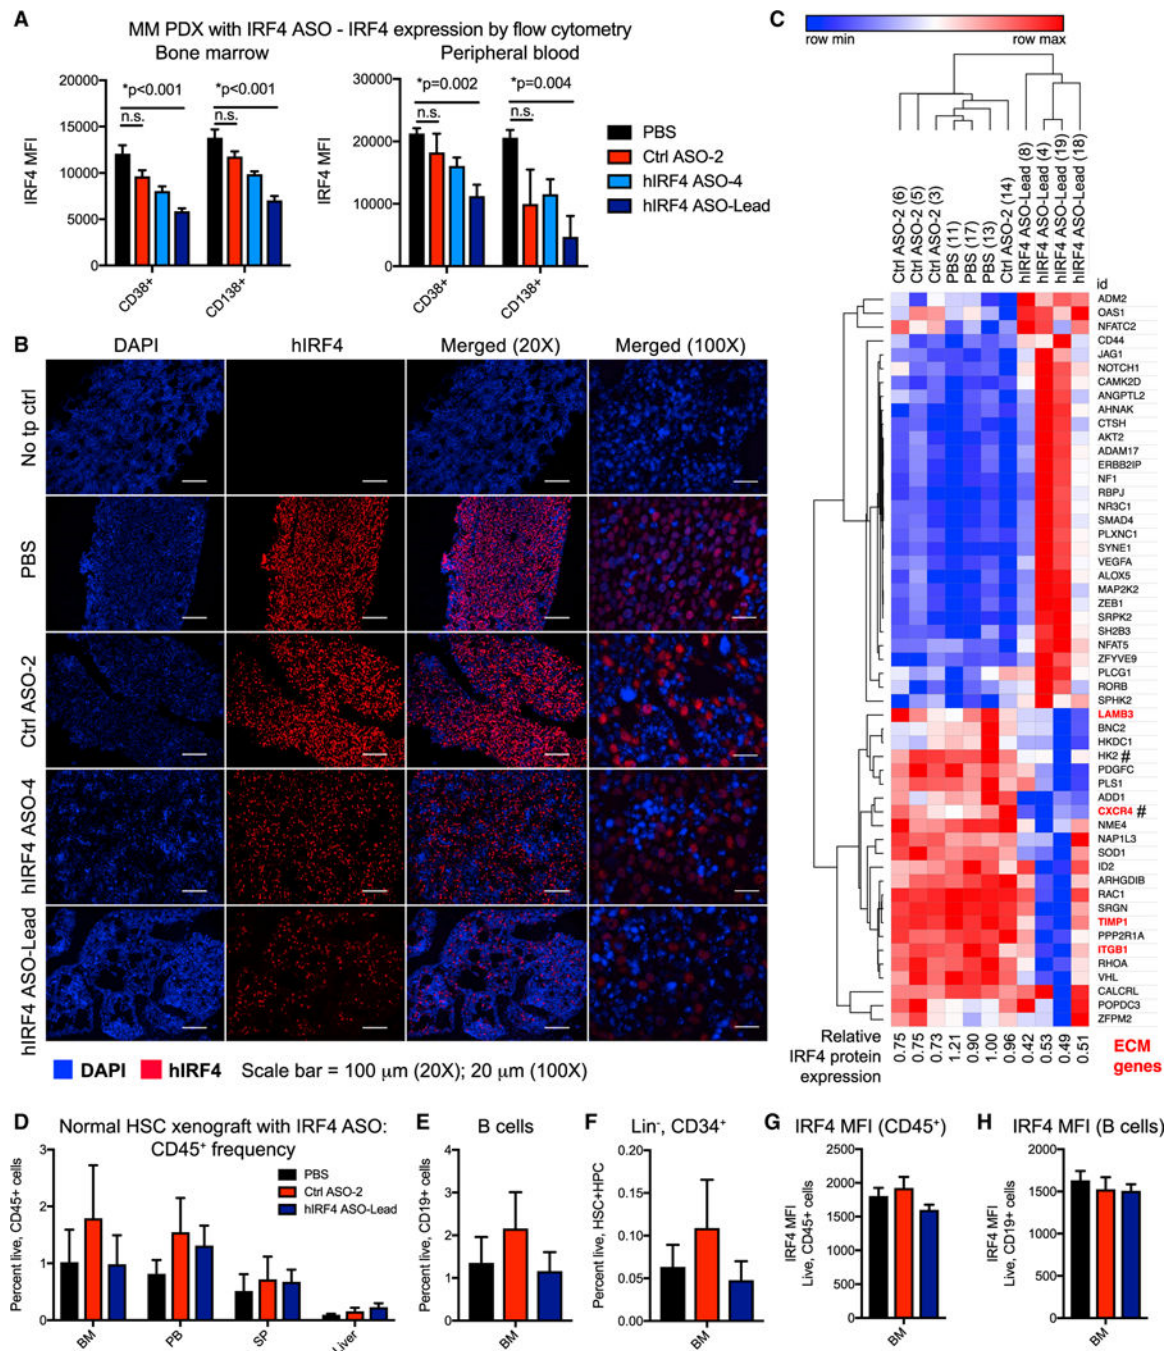 A
MM PDX with IRF4 ASO - IRF4 expression by flow cytometry
Bone marrow
Peripheral blood
IRF4 MFI
20000
15000
10000
5000
0
*p<0.001
*p<0.001
n.s.
n.s.
CD38+
CD138+
IRF4 MFI
30000
20000
10000
0
*p=0.002
*p=0.004
n.s.
n.s.
CD38+
CD138+
PBS
Ctrl ASO-2
hIRF4 ASO-4
hIRF4 ASO-Lead
B
DAPI
hIRF4
Merged (20X)
Merged (100X)
No tp ctrl
PBS
Ctrl ASO-2
hIRF4 ASO-4
hIRF4 ASO-Lead
DAPI
hIRF4
Scale bar = 100 μm (20X); 20 μm (100X)
C
row min
row max
Ctrl ASO-2 (6)
Ctrl ASO-2 (5)
Ctrl ASO-2 (3)
PBS (11)
PBS (17)
PBS (13)
Ctrl ASO-2 (14)
hIRF4 ASO-Lead (8)
hIRF4 ASO-Lead (4)
hIRF4 ASO-Lead (19)
hIRF4 ASO-Lead (18)
id
ADM2
OAS1
NFATC2
CD44
JAG1
NOTCH1
CAMK2D
ANGPTL2
AHNAK
CTSH
AKT2
ADAM17
ERBB2IP
NF1
RBPJ
NR3C1
SMAD4
PLXNC1
SYNE1
VEGFA
ALOX5
MAP2K2
ZEB1
SRPK2
SH2B3
NFAT5
ZFYVE9
PLCG1
RORB
SPHK2
LAMB3
BNC2
HKDC1
HK2 #
PDGFC
PLS1
ADD1
CXCR4 #
NME4
NAP1L3
SOD1
ID2
ARHGDIB
RAC1
SRGN
TIMP1
PPP2R1A
ITGB1
RHOA
VHL
CALCRL
POPDC3
ZFPM2
Relative
IRF4 protein
expression
0.75
0.75
0.73
1.21
0.90
1.00
0.96
0.42
0.53
0.49
0.51
ECM
genes
D
Normal HSC xenograft with IRF4 ASO:
CD45⁺ frequency
Percent live, CD45+ cells
3
2
1
0
PBS
Ctrl ASO-2
hIRF4 ASO-Lead
BM
PB
SP
Liver
E
B cells
Percent live, CD19+ cells
4
3
2
1
0
BM
F
Lin⁻, CD34⁺
Percent live, HSC+HPC
0.20
0.15
0.10
0.05
0.00
BM
G
IRF4 MFI (CD45⁺)
IRF4 MFI
Live, CD45+ cells
2500
2000
1500
1000
500
0
BM
H
IRF4 MFI (B cells)
IRF4 MFI
Live, CD19+ cells
2000
1500
1000
500
0
BM